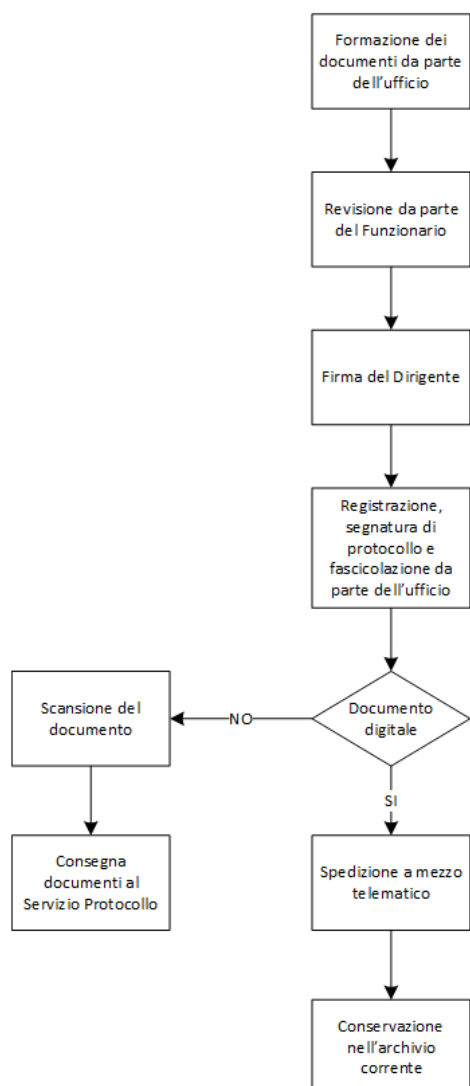 Formazione dei
documenti da parte
dell'ufficio
Revisione da parte
del Funzionario
Firma del Dirigente
Registrazione,
segnatura di
protocollo e
fascicolazione da
parte dell'ufficio
Documento
digitale
NO
Scansione del
documento
Consegna
documenti al
Servizio Protocollo
SI
Spedizione a mezzo
telematico
Conservazione
nell'archivio
corrente